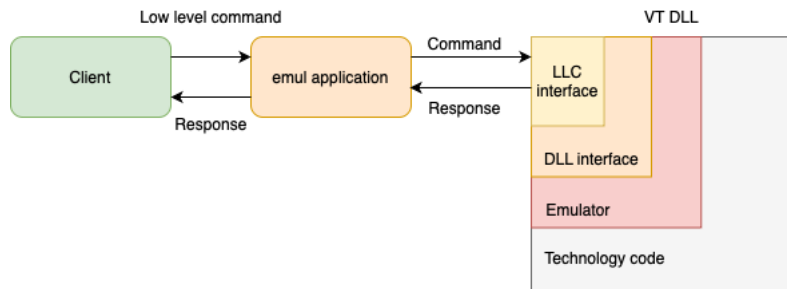 Low level command
VT DLL
Client
emul application
Command
Response
Response
LLC
interface
DLL interface
Emulator
Technology code